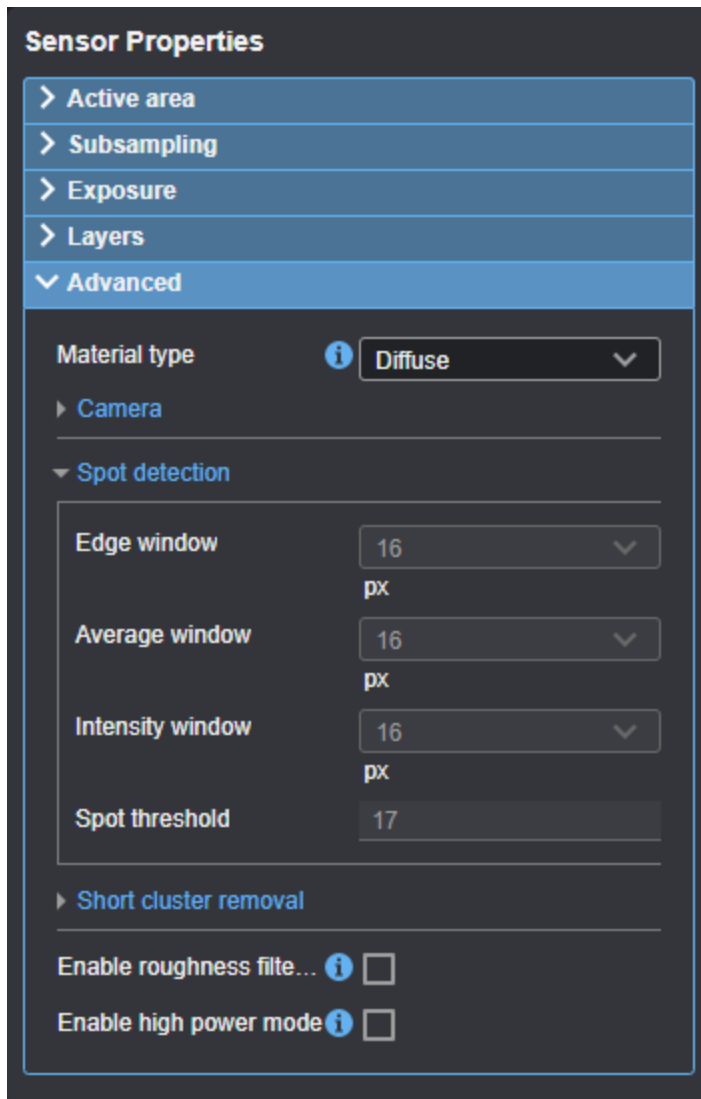 Sensor Properties
Active area
Subsampling
Exposure
Layers
Advanced
Material type
Diffuse
Camera
Spot detection
Edge window
16
px
Average window
16
px
Intensity window
16
px
Spot threshold
17
Short cluster removal
Enable roughness filte...
Enable high power mode